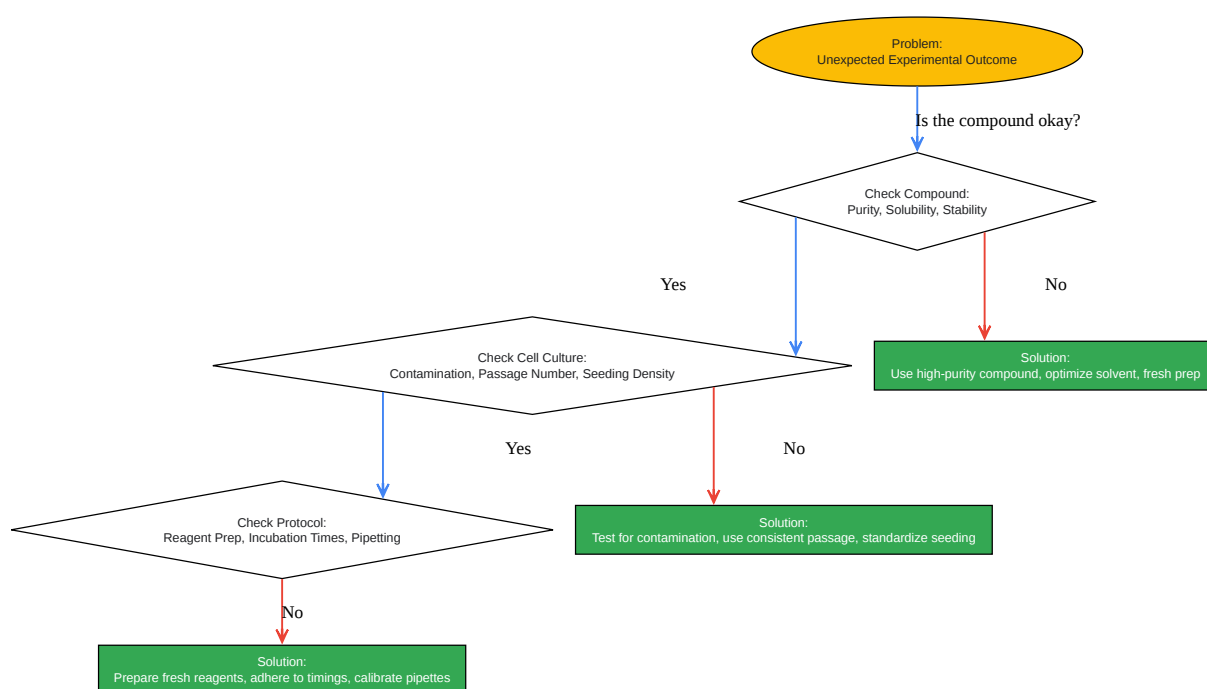 Problem:
Unexpected Experimental Outcome
Is the compound okay?
Check Compound:
Purity, Solubility, Stability
Yes
No
Check Cell Culture:
Contamination, Passage Number, Seeding Density
Solution:
Use high-purity compound, optimize solvent, fresh prep
Yes
No
Check Protocol:
Reagent Prep, Incubation Times, Pipetting
Solution:
Test for contamination, use consistent passage, standardize seeding
No
Solution:
Prepare fresh reagents, adhere to timings, calibrate pipettes